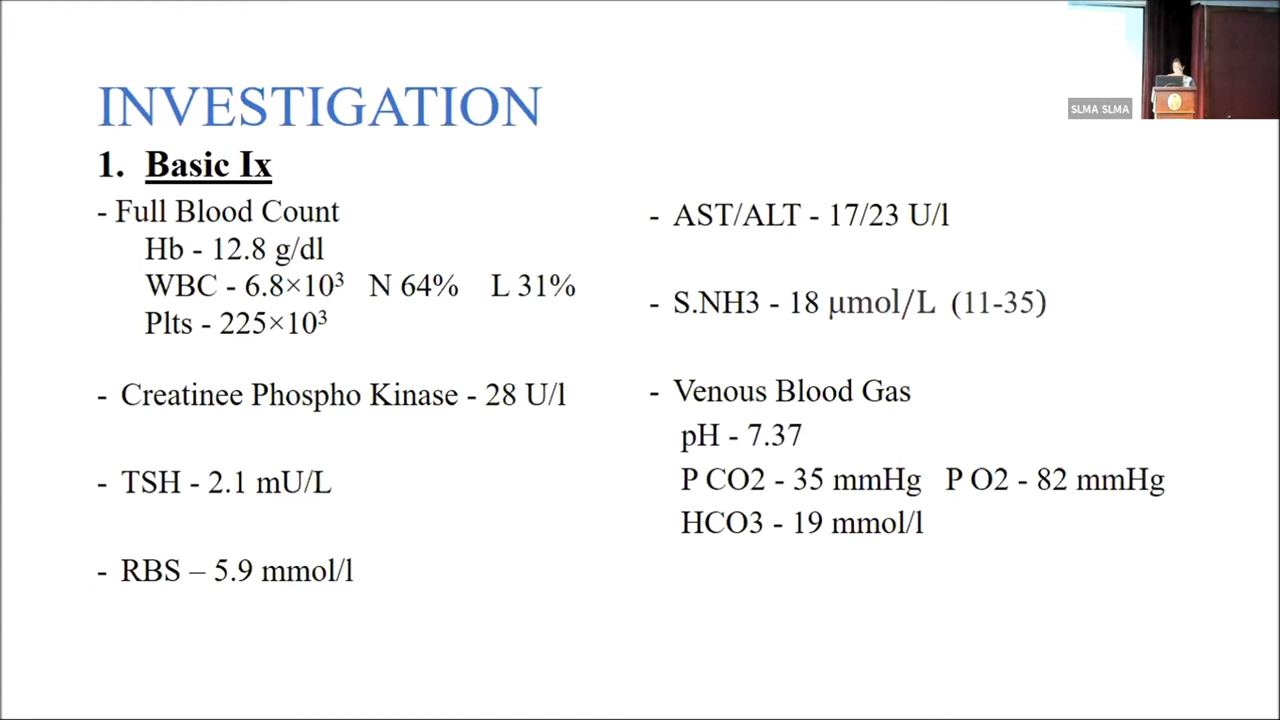 INVESTIGATION
1. Basic Ix
- Full Blood Count
Hb - 12.8 g/dl
WBC - 6.8×10³ N 64% L 31%
Plts - 225×10³
- Creatinee Phospho Kinase - 28 U/l
- TSH - 2.1 mU/L
- RBS – 5.9 mmol/l
- AST/ALT - 17/23 U/l
- S.NH3 - 18 µmol/L (11-35)
- Venous Blood Gas
pH - 7.37
P CO2 - 35 mmHg P O2 - 82 mmHg
HCO3 - 19 mmol/l
SLMA SLMA